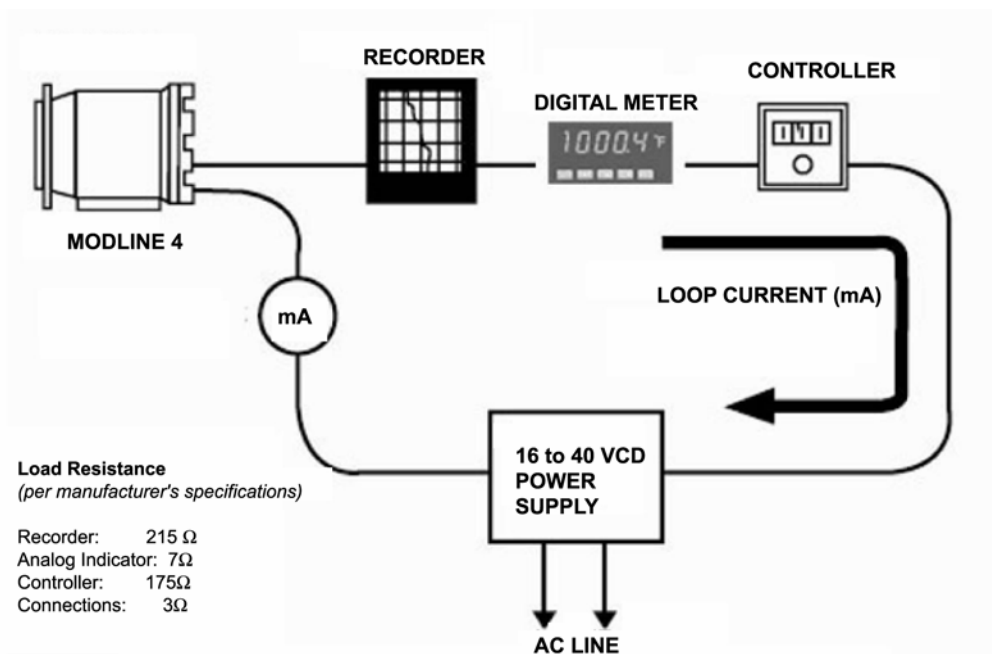 RECORDER
CONTROLLER
DIGITAL METER
1000.4 °F
MODLINE 4
mA
LOOP CURRENT (mA)
16 to 40 VCD
POWER
SUPPLY
Load Resistance
(per manufacturer's specifications)
Recorder: 215 Ω
Analog Indicator: 7Ω
Controller: 175Ω
Connections: 3Ω
AC LINE